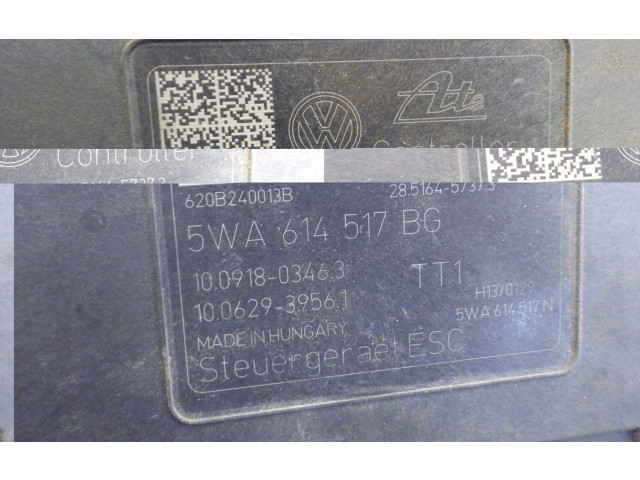 Ate
Controller
620B240013B 28.5164-5737.3
5WA 614 517 BG
10.0918-0346.3 TT1
10.0629-3956.1 H13/0129
5WA 614 517 N
MADE IN HUNGARY
Steuergeraet ESC